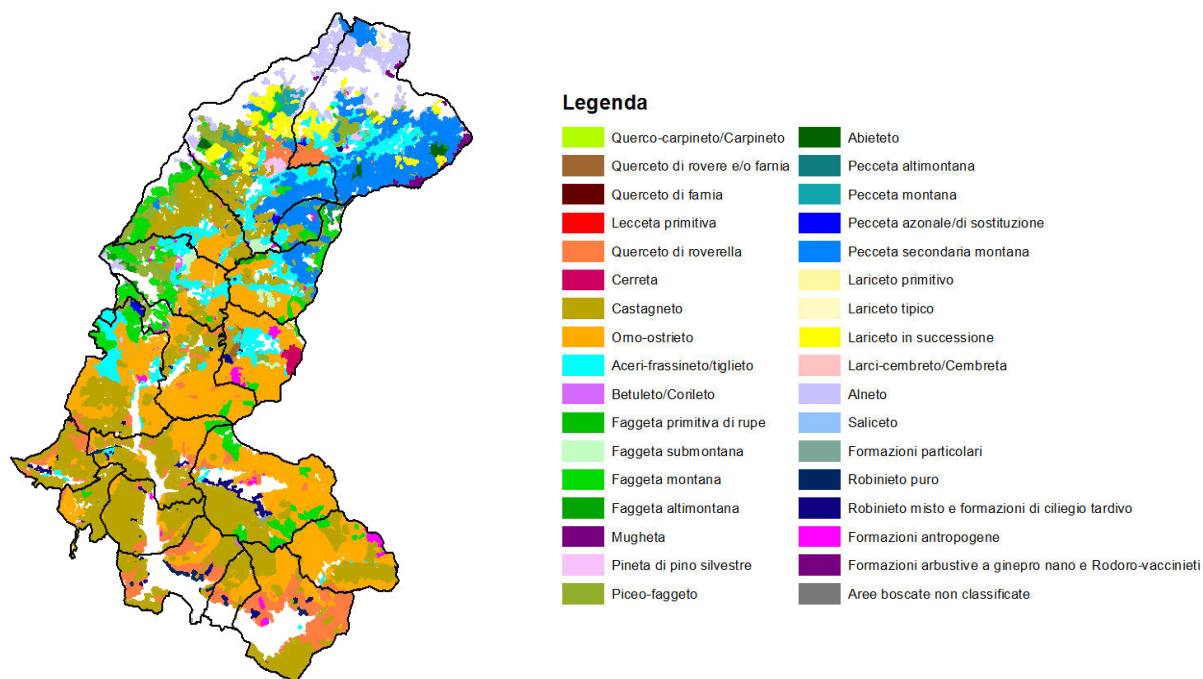 Legenda
Querco-carpineto/Carpineto
Querceto di rovere e/o farnia
Querceto di farnia
Lecceta primitiva
Querceto di roverella
Cerreta
Castagneto
Orno-ostrieto
Aceri-frassineto/tiglieto
Betuleto/Corileto
Faggeta primitiva di rupe
Faggeta submontana
Faggeta montana
Faggeta altimontana
Mugheta
Pineta di pino silvestre
Piceo-faggeto
Abieteto
Pecceta altimontana
Pecceta montana
Pecceta azonale/di sostituzione
Pecceta secondaria montana
Lariceto primitivo
Lariceto tipico
Lariceto in successione
Larici-cembreto/Cembreta
Alneto
Saliceto
Formazioni particolari
Robinieto puro
Robinieto misto e formazioni di ciliegio tardivo
Formazioni antropogene
Formazioni arbustive a ginepro nano e Rodoro-vaccinieti
Aree boscate non classificate